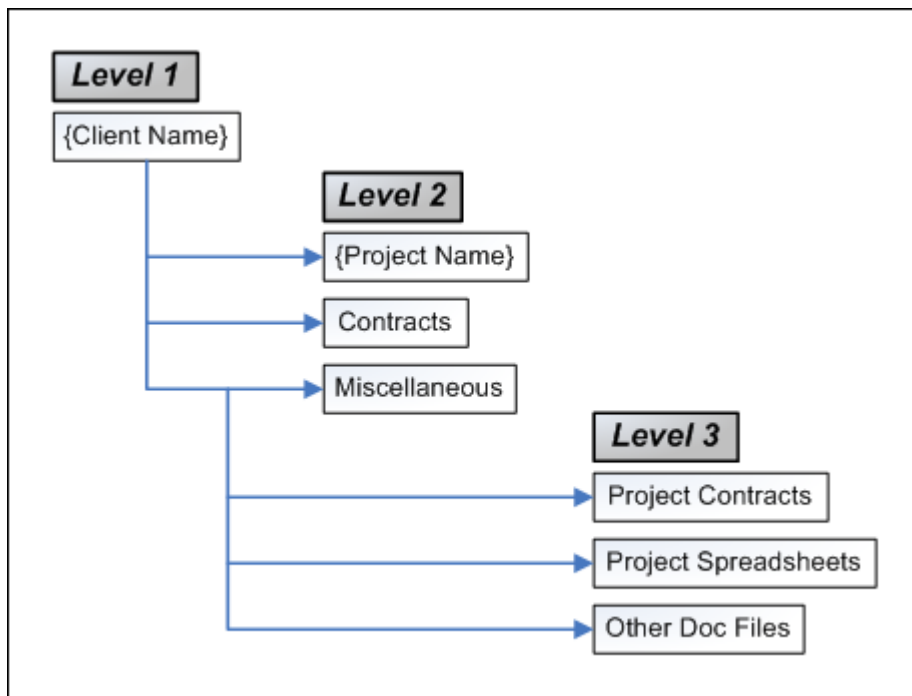 Level 1
{Client Name}
Level 2
{Project Name}
Contracts
Miscellaneous
Level 3
Project Contracts
Project Spreadsheets
Other Doc Files